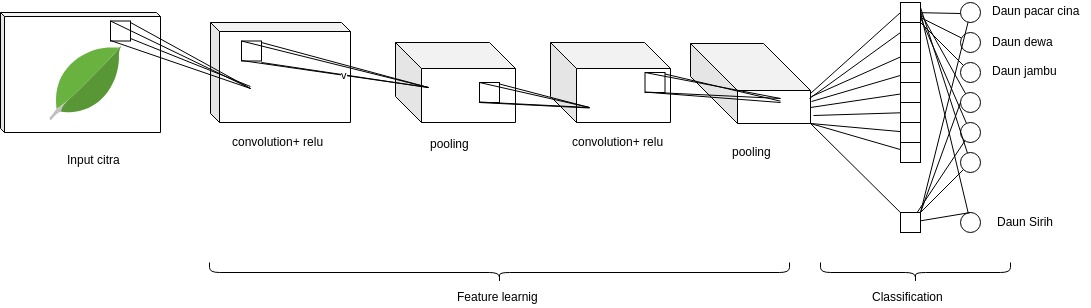 Daun pacar cina
Daun dewa
Daun jambu
v
convolution+ relu
pooling
convolution+ relu
pooling
Input citra
Daun Sirih
Feature learnig
Classification